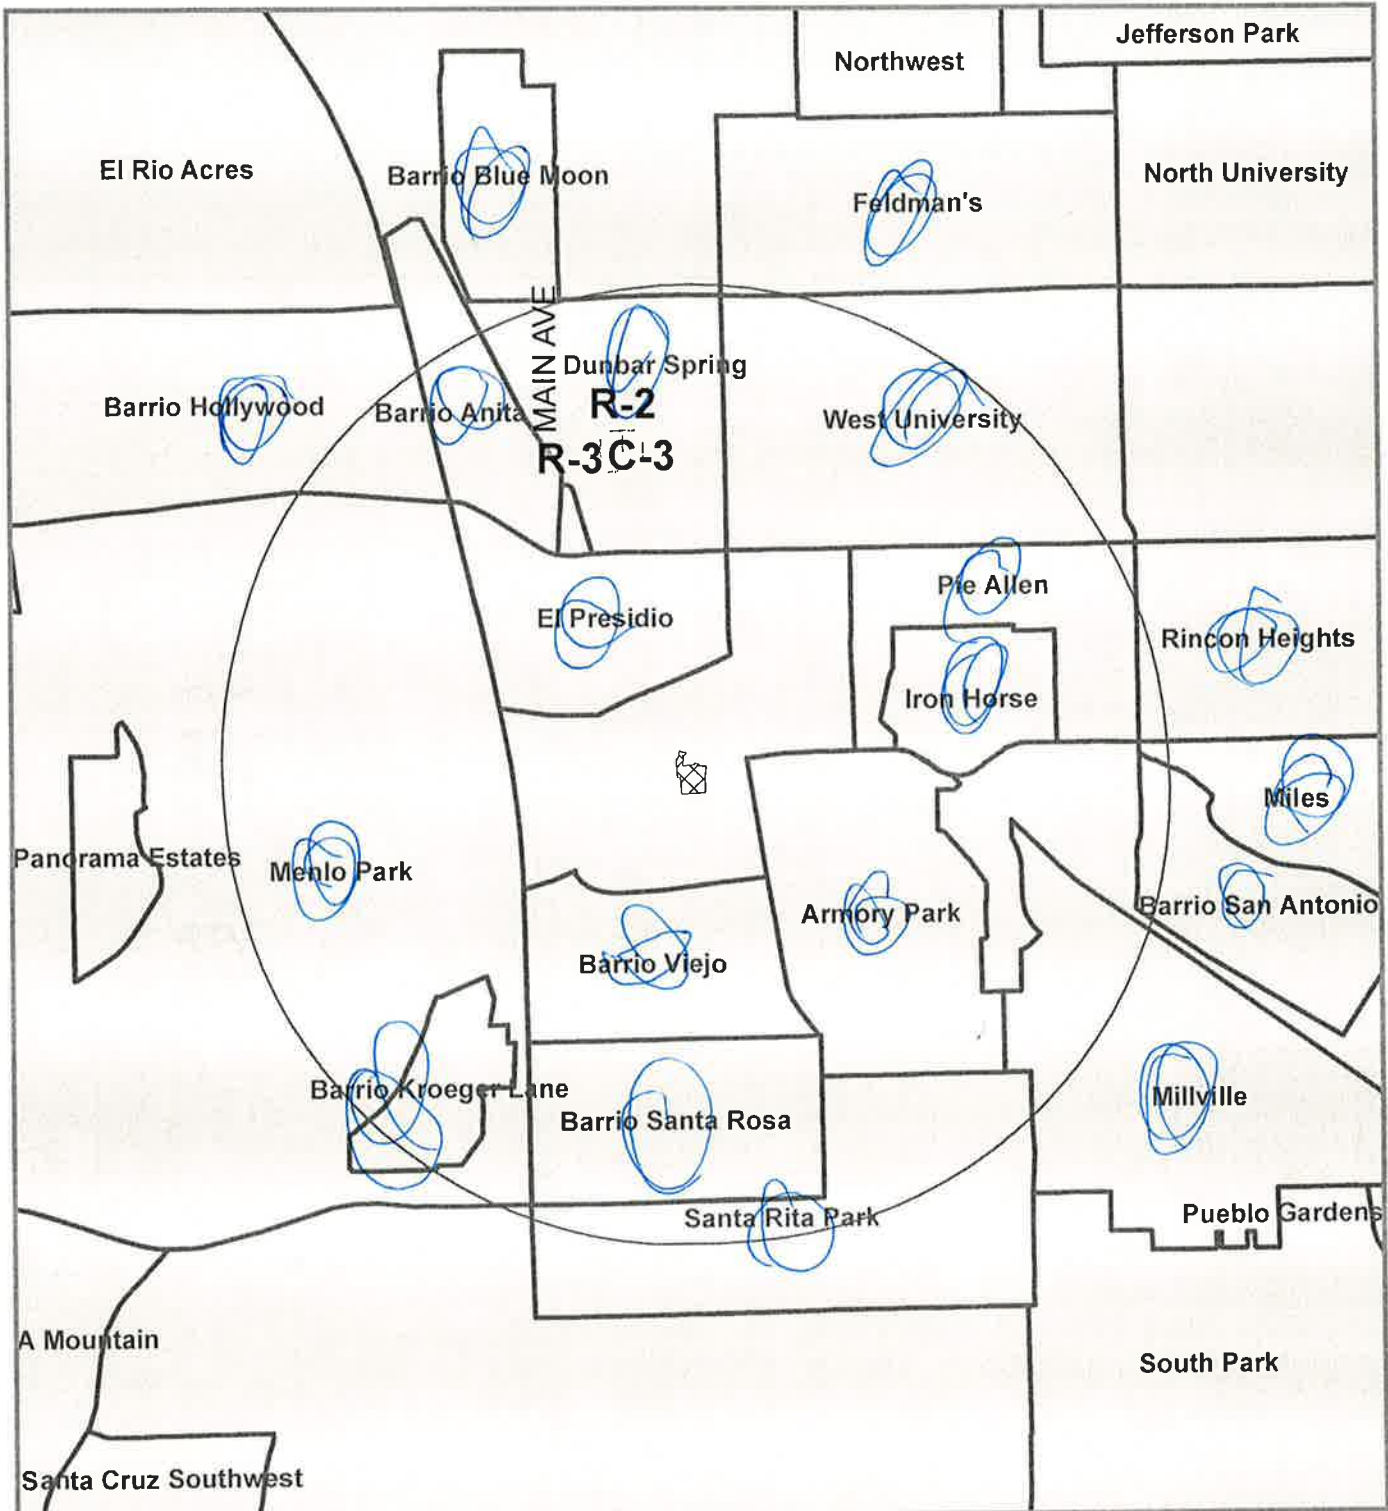 Jefferson Park
Northwest
El Rio Acres
Barrio Blue Moon
North University
Feldman's
MAIN AVE
Dunbar Spring
Barrio Hollywood
Barrio Anita
R-2
West University
R-3 C-3
Pie Allen
El Presidio
Rincon Heights
Iron Horse
Miles
Panorama Estates
Menlo Park
Armory Park
Barrio San Antonio
Barrio Viejo
Barrio Kroeger Lane
Barrio Santa Rosa
Millville
Santa Rita Park
Pueblo Gardens
A Mountain
South Park
Santa Cruz Southwest